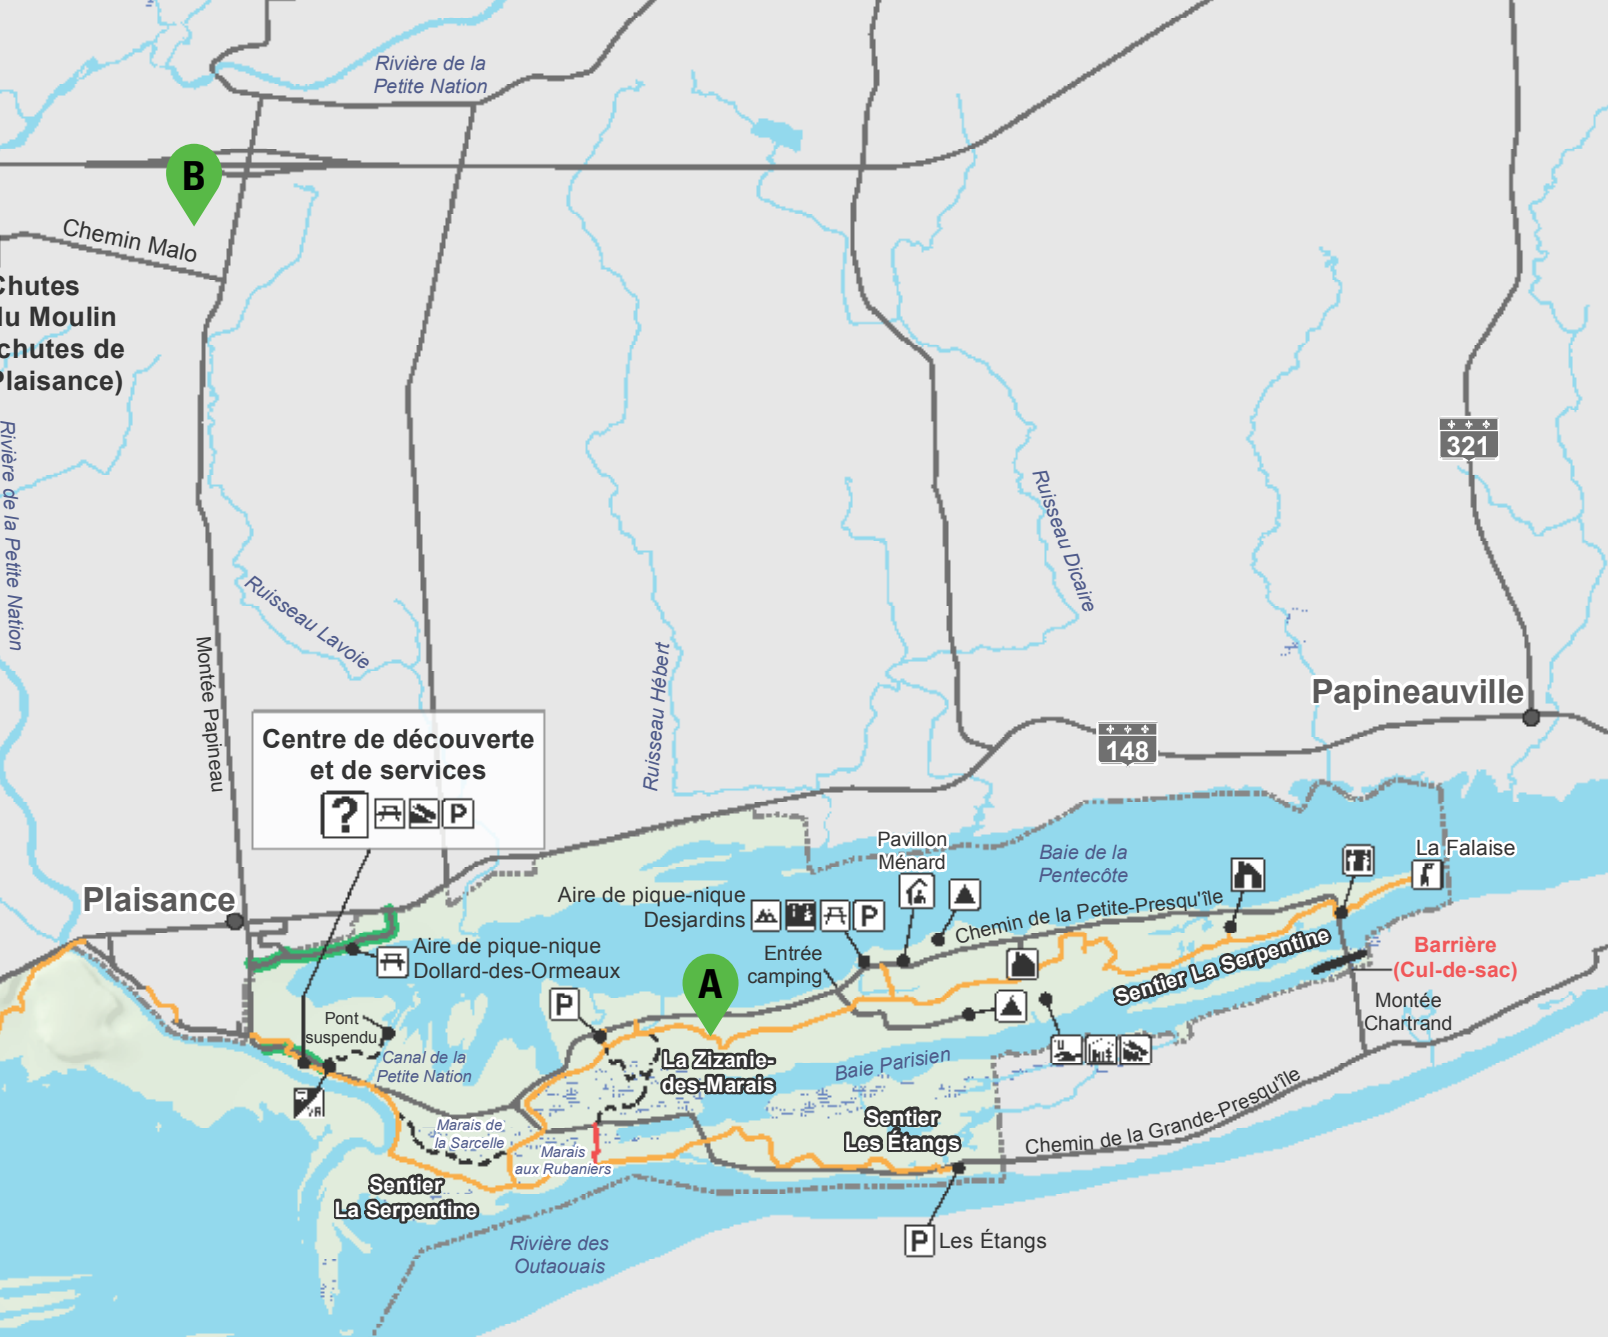 Rivière de la
Petite Nation
B
Chemin Malo
Chutes
du Moulin
chutes de
Plaisance)
Rivière de la Petite Nation
321
Ruisseau Dicaire
Ruisseau Lavoie
Montée Papineau
Ruisseau Hébert
Papineauville
148
Centre de découverte
et de services
? P
Pavillon
Ménard
Baie de la
Pentecôte
La Falaise
Plaisance
Aire de pique-nique
Desjardins
P
Chemin de la Petite-Presqu'île
Aire de pique-nique
Dollard-des-Ormeaux
Entrée
camping
Sentier La Serpentine
Barrière
(Cul-de-sac)
A
P
Montée
Chartrand
Pont
suspendu
Canal de la
Petite Nation
La Zizanie-
des-Marais
Baie Parisien
Marais de
la Sarcelle
Sentier
Les Étangs
Chemin de la Grande-Presqu'île
Marais
aux Rubaniers
Sentier
La Serpentine
Rivière des
Outaouais
P
Les Étangs